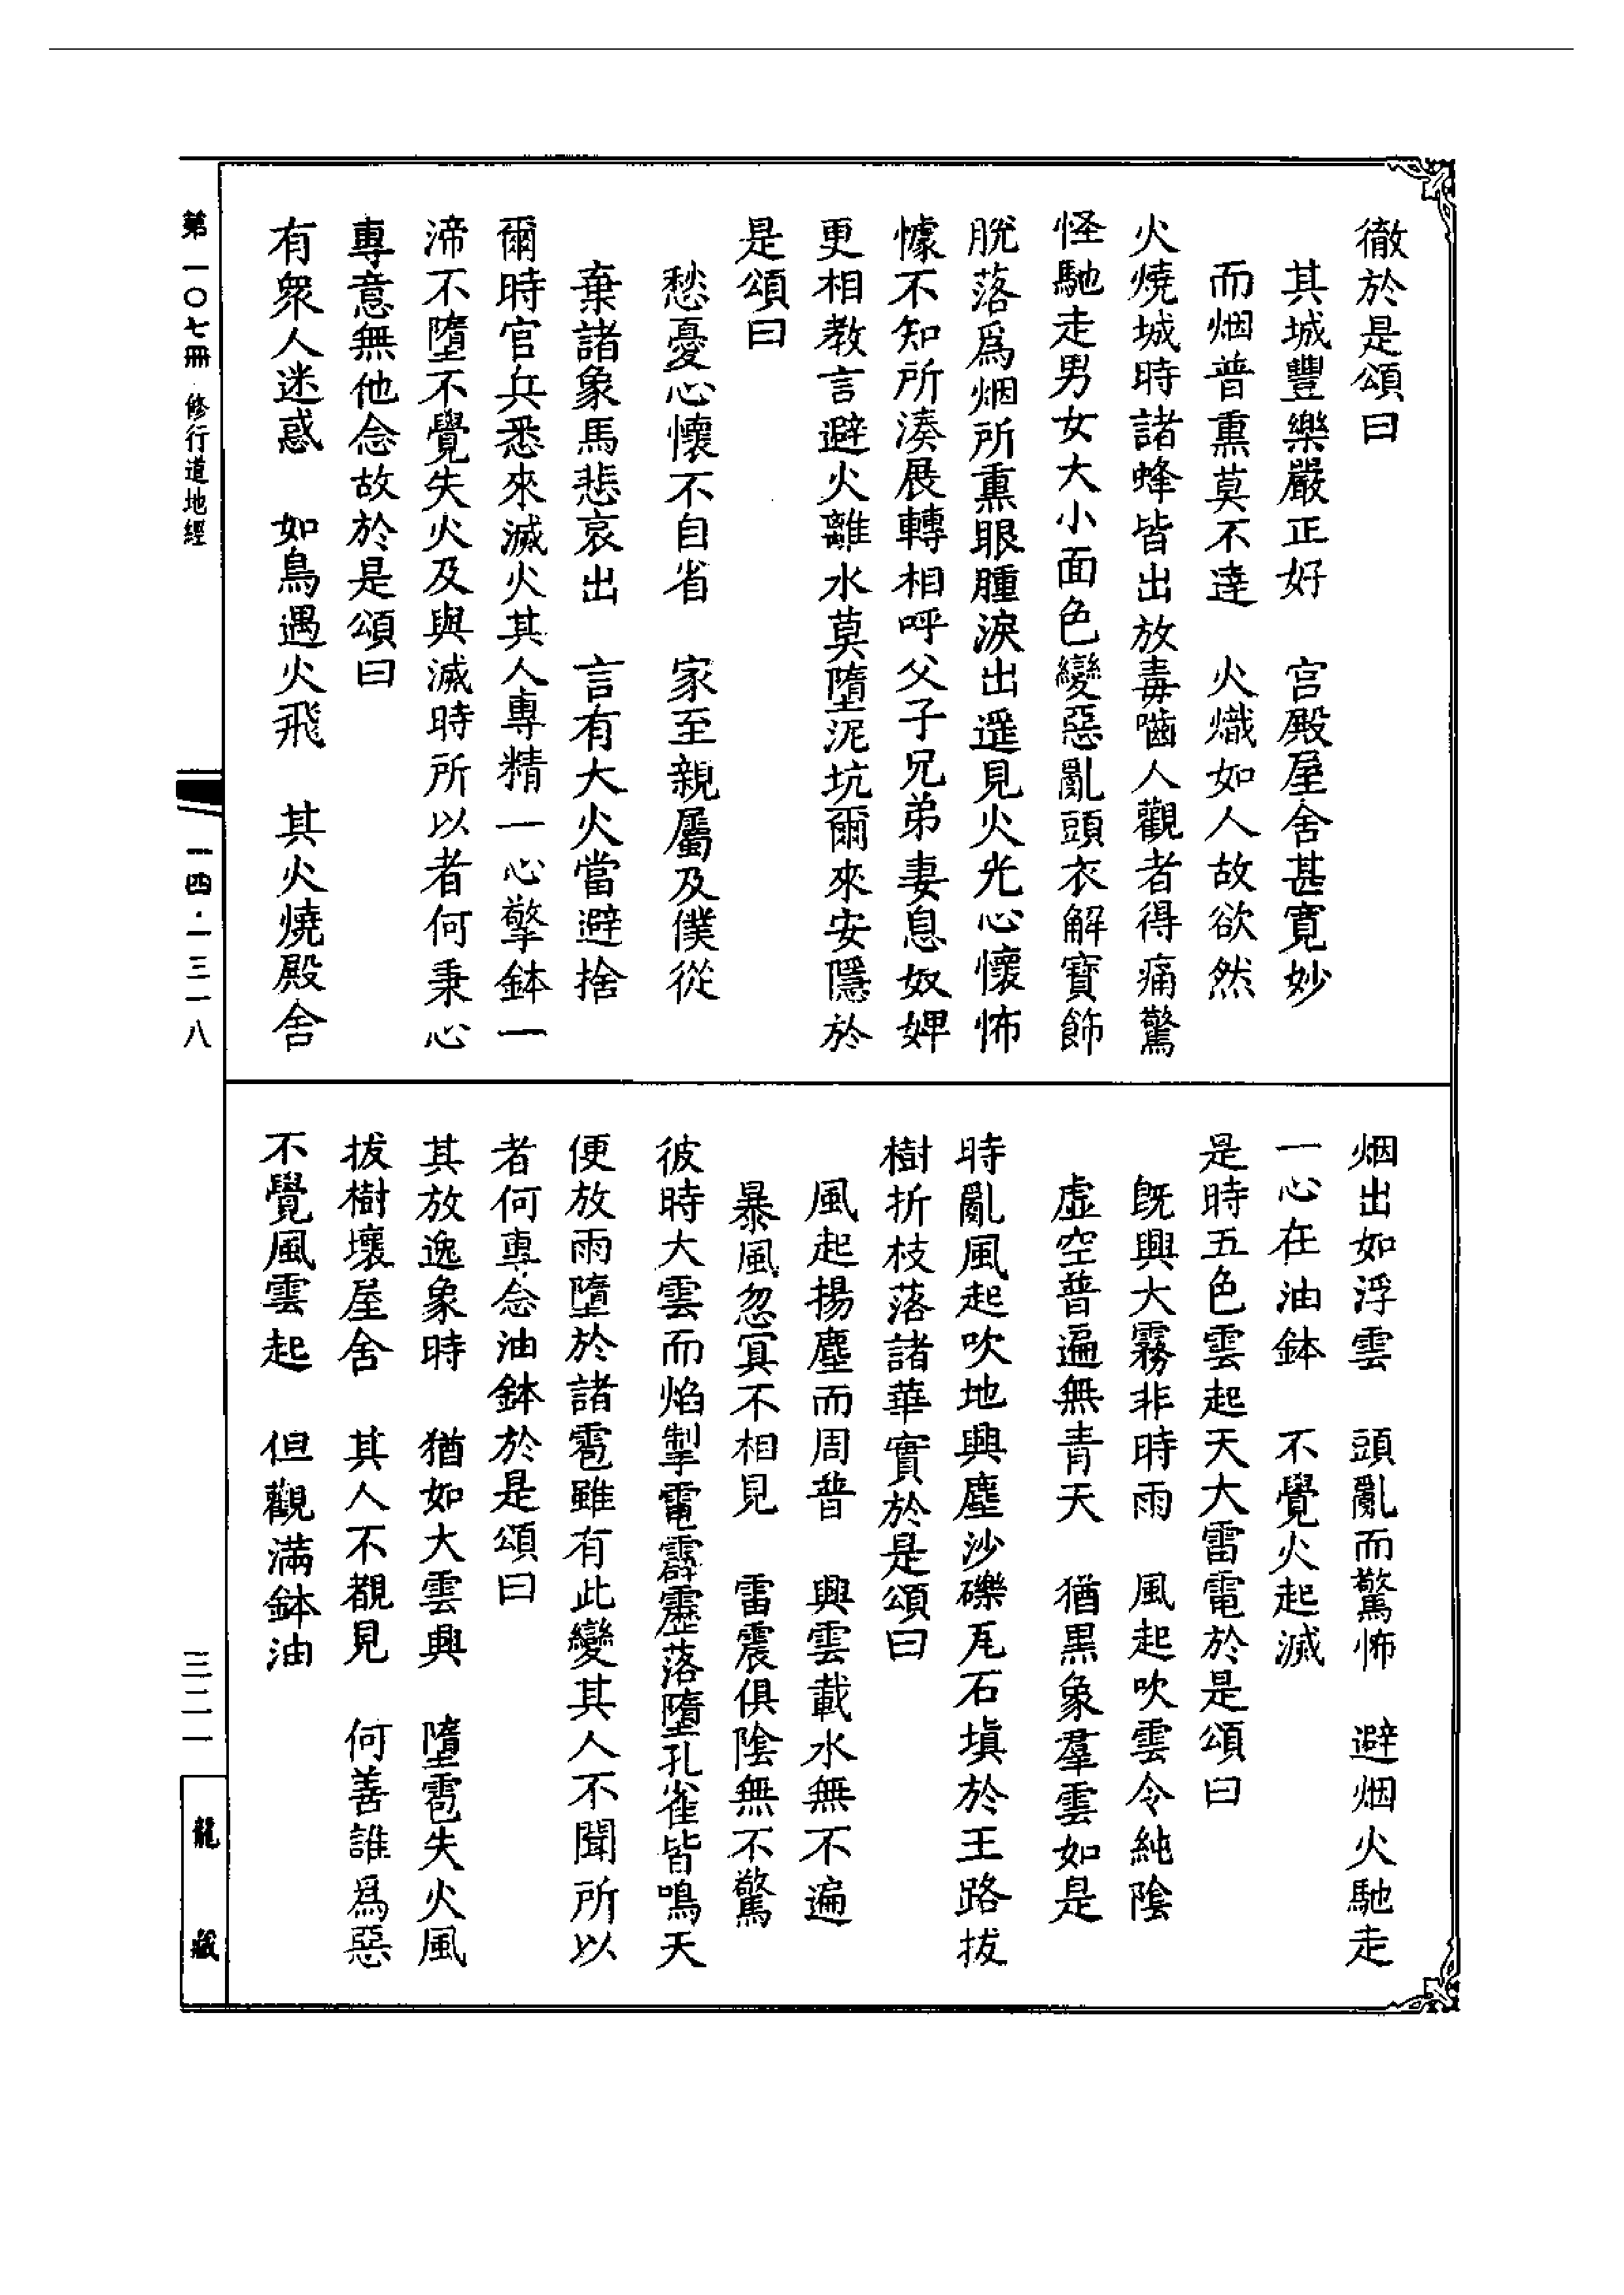 徹於是頌曰
其城豐樂嚴正好　宮殿屋舍甚寬妙
而烟普熏莫不達　火熾如人故欲然
火燒城時諸蜂皆出放毒嚙人觀者得痛驚
怪馳走男女大小面色變惡亂頭衣解寶飾
脫落爲烟所熏眼腫淚出遥見火光心懷怖
懅不知所湊展轉相呼父子兄弟妻息奴婢
更相教言避火離水莫墮泥坑爾來安隱於
是頌曰
愁憂心懷不自省　家至親屬及僕從
棄諸象馬悲哀出　言有大火當避捨
爾時官兵悉來滅火其人專精一心擎鉢一
渧不墮不覺失火及與滅時所以者何秉心
專意無他念故於是頌曰
有衆人迷惑　如鳥遇火飛　其火燒殿舍
烟出如浮雲　頭亂而驚怖　避烟火馳走
一心在油鉢　不覺火起滅
是時五色雲起天大雷電於是頌曰
旣興大霧非時雨　風起吹雲令純陰
虛空普遍無青天　猶黒象羣雲如是
時亂風起吹地興塵沙礫瓦石填於王路拔
樹折枝落諸華實於是頌曰
風起揚塵而周普　興雲載水無不遍
暴風忽冥不相見　雷震俱陰無不驚
彼時大雲而焰掣電霹靂落墮孔雀皆鳴天
便放雨墮於諸雹雖有此變其人不聞所以
者何專念油鉢於是頌曰
其放逸象時　猶如大雲興　墮雹失火風
拔樹壞屋舍　其人不覩見　何善誰爲惡
不覺風雲起　但觀滿鉢油
第一〇七冊　修行道地經
一四·一三一八
三二一
龍藏